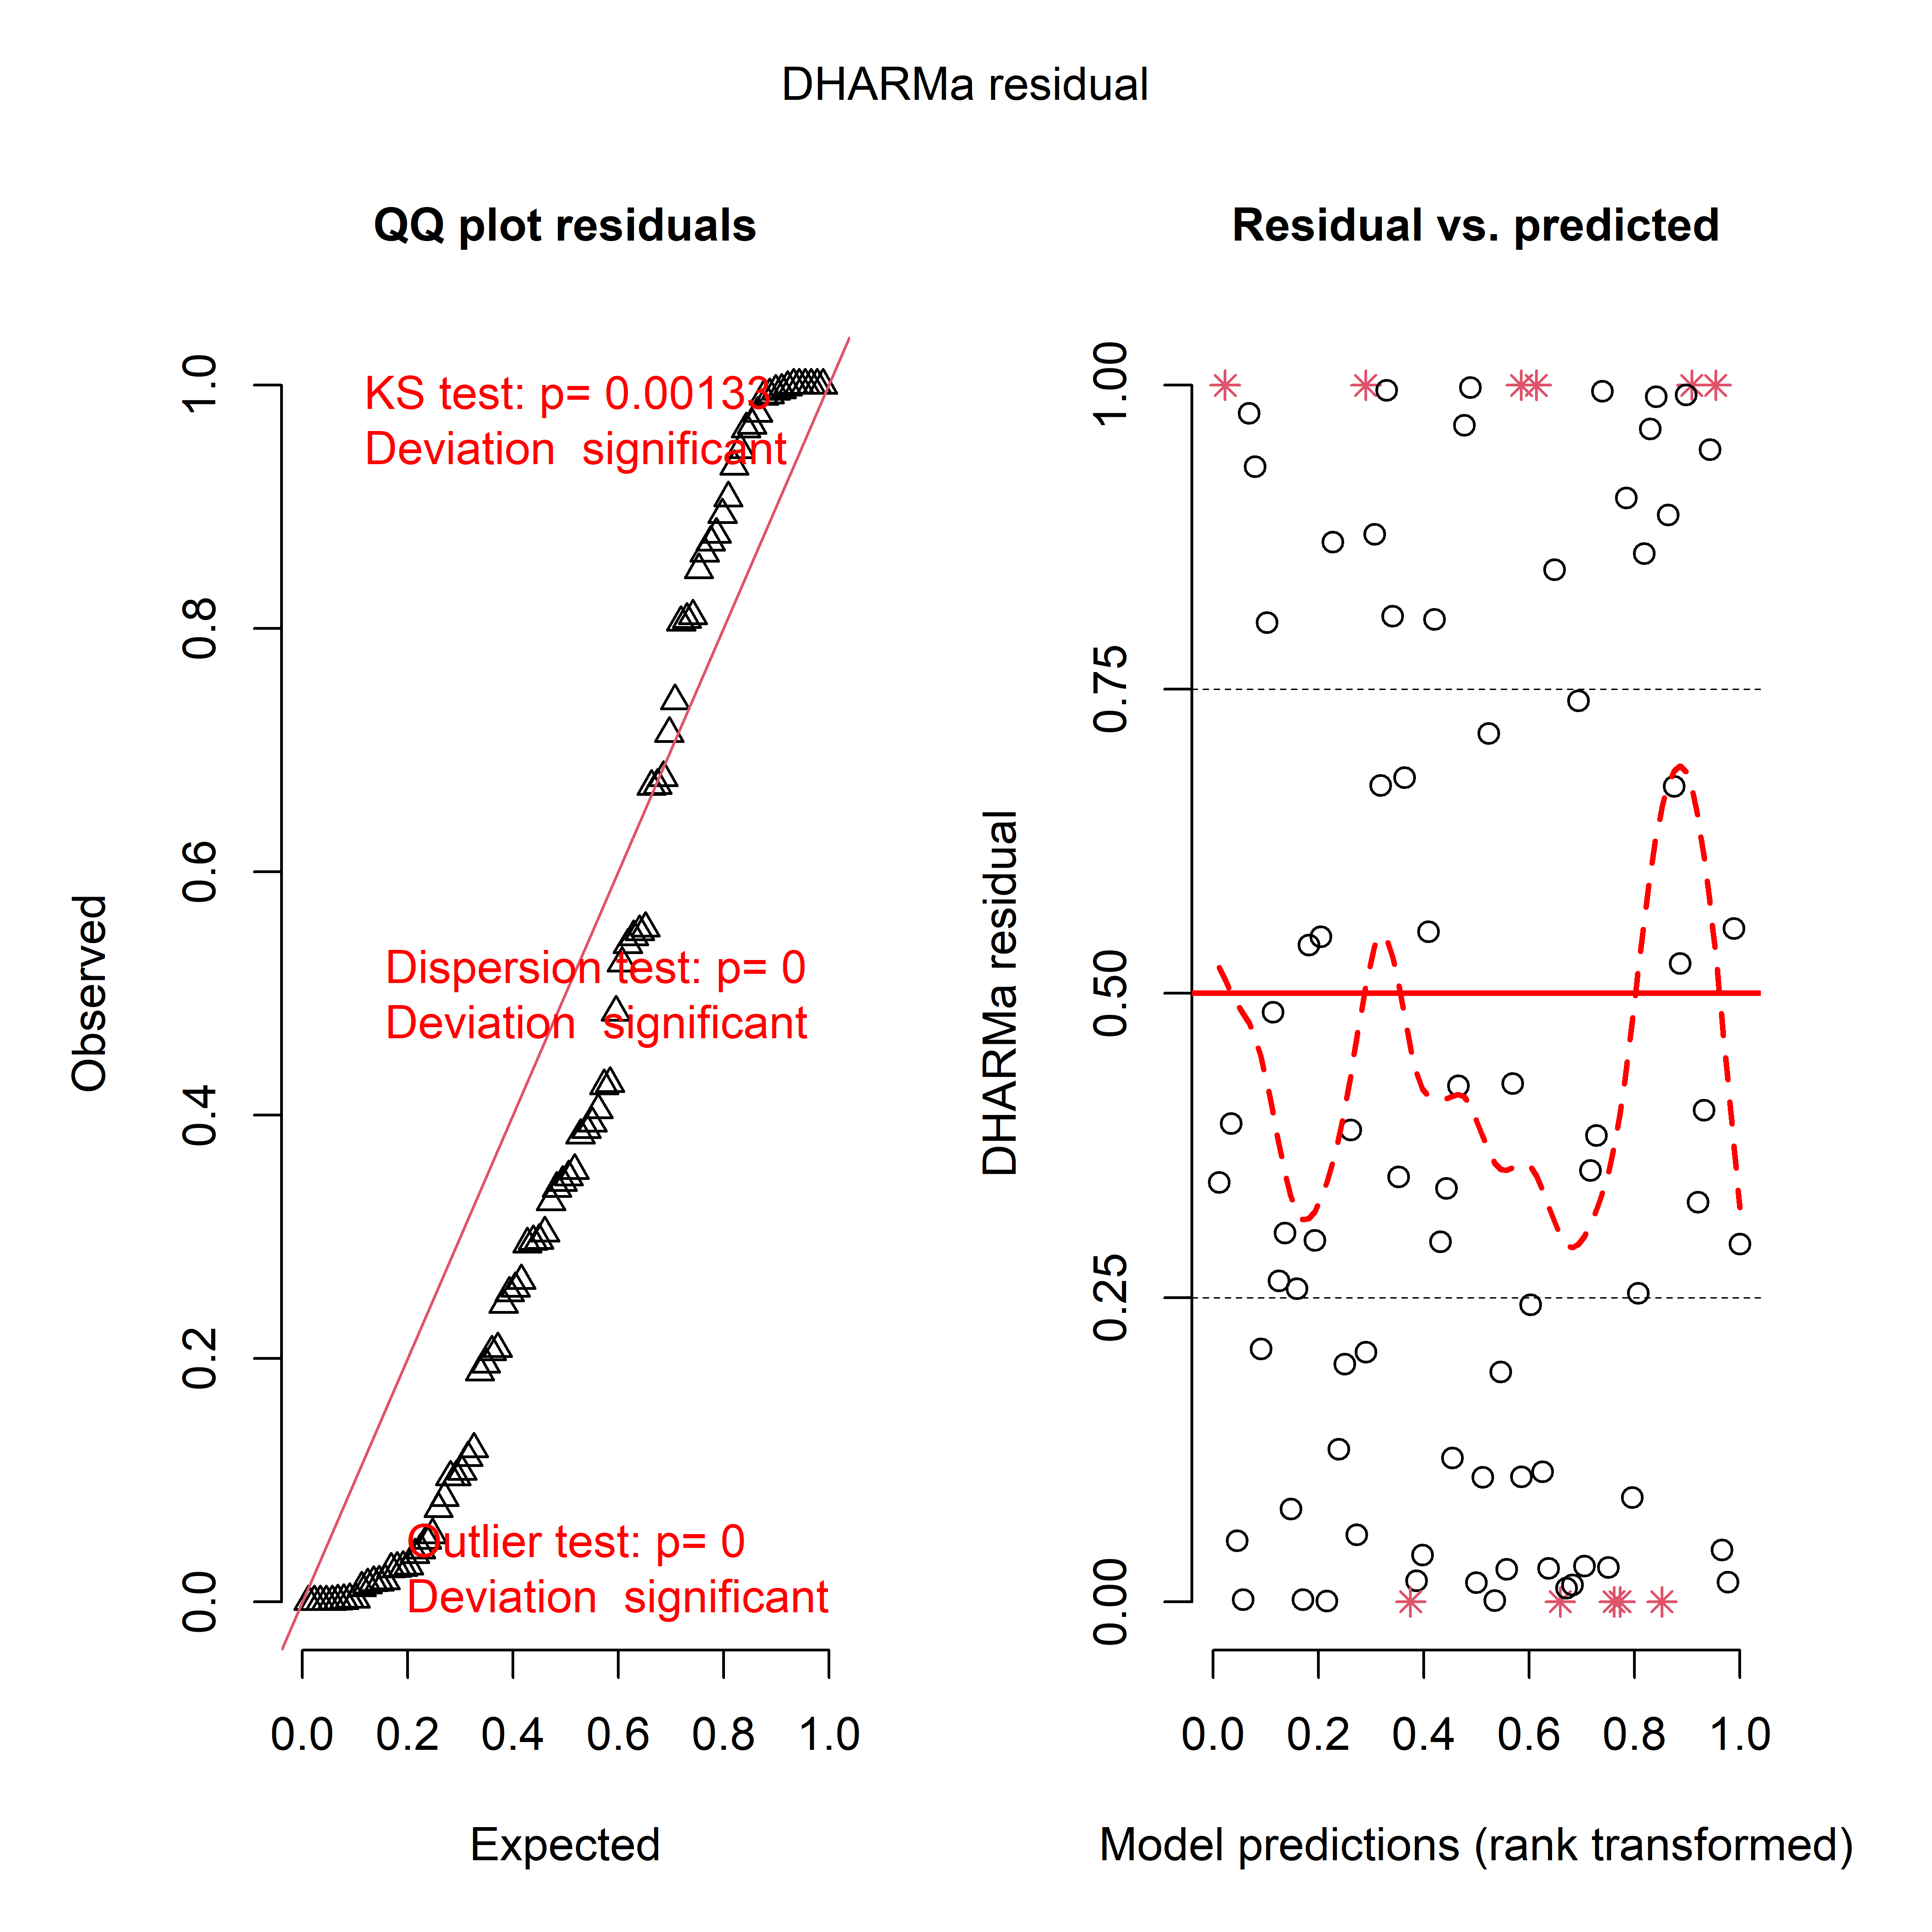 DHARMa residual
QQ plot residuals
KS test: p= 0.00133
Deviation  significant
Dispersion test: p= 0
Deviation  significant
Outlier test: p= 0
Deviation  significant
Observed
1.0
0.8
0.6
0.4
0.2
0.0
0.0 0.2 0.4 0.6 0.8 1.0
Expected
Residual vs. predicted
DHARMa residual
1.00
0.75
0.50
0.25
0.00
0.0 0.2 0.4 0.6 0.8 1.0
Model predictions (rank transformed)